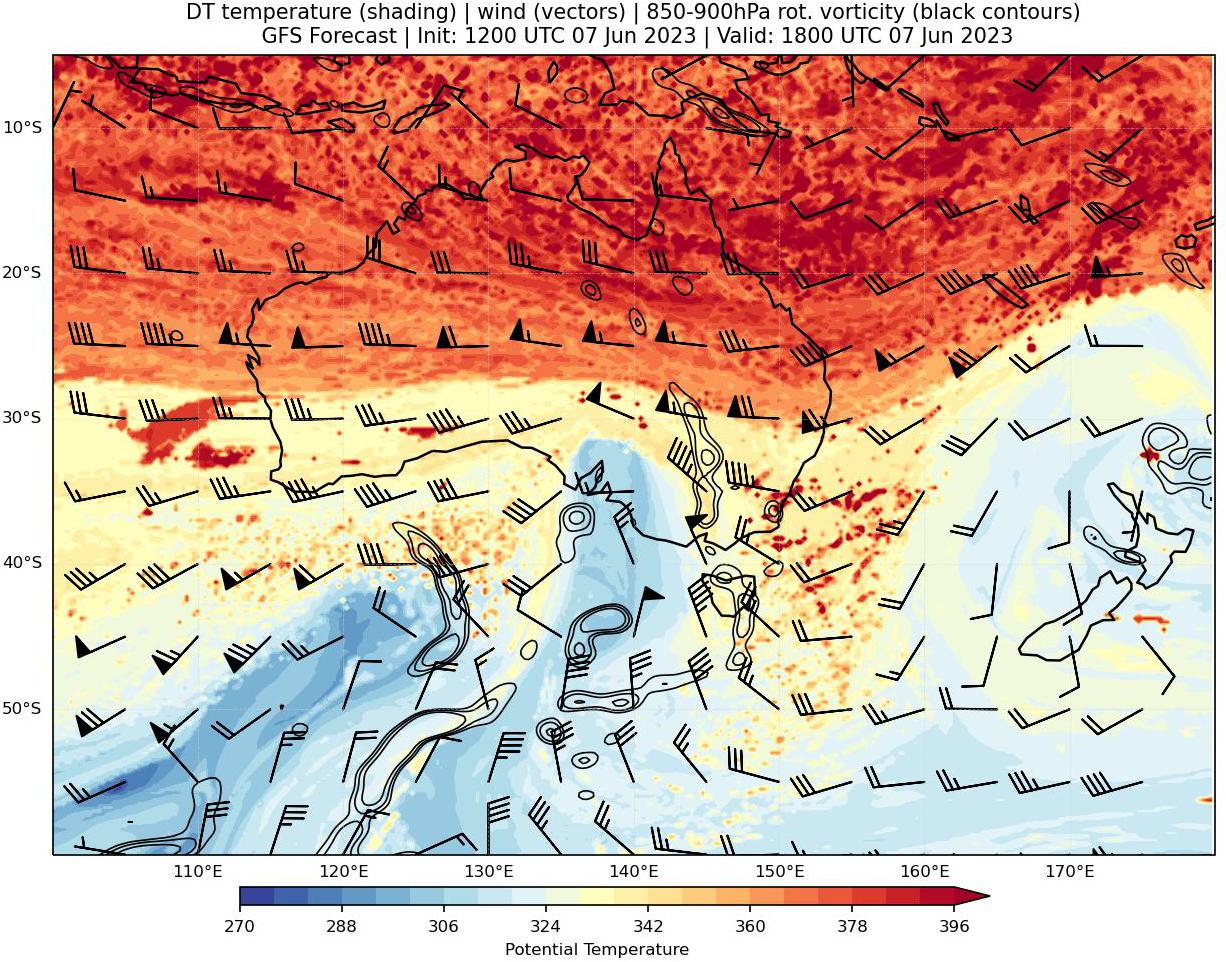 DT temperature (shading) | wind (vectors) | 850-900hPa rot. vorticity (black contours)
GFS Forecast | Init: 1200 UTC 07 Jun 2023 | Valid: 1800 UTC 07 Jun 2023
10°S
20°S
30°S
40°S
50°S
110°E 120°E 130°E 140°E 150°E 160°E 170°E
270 288 306 324 342 360 378 396
Potential Temperature